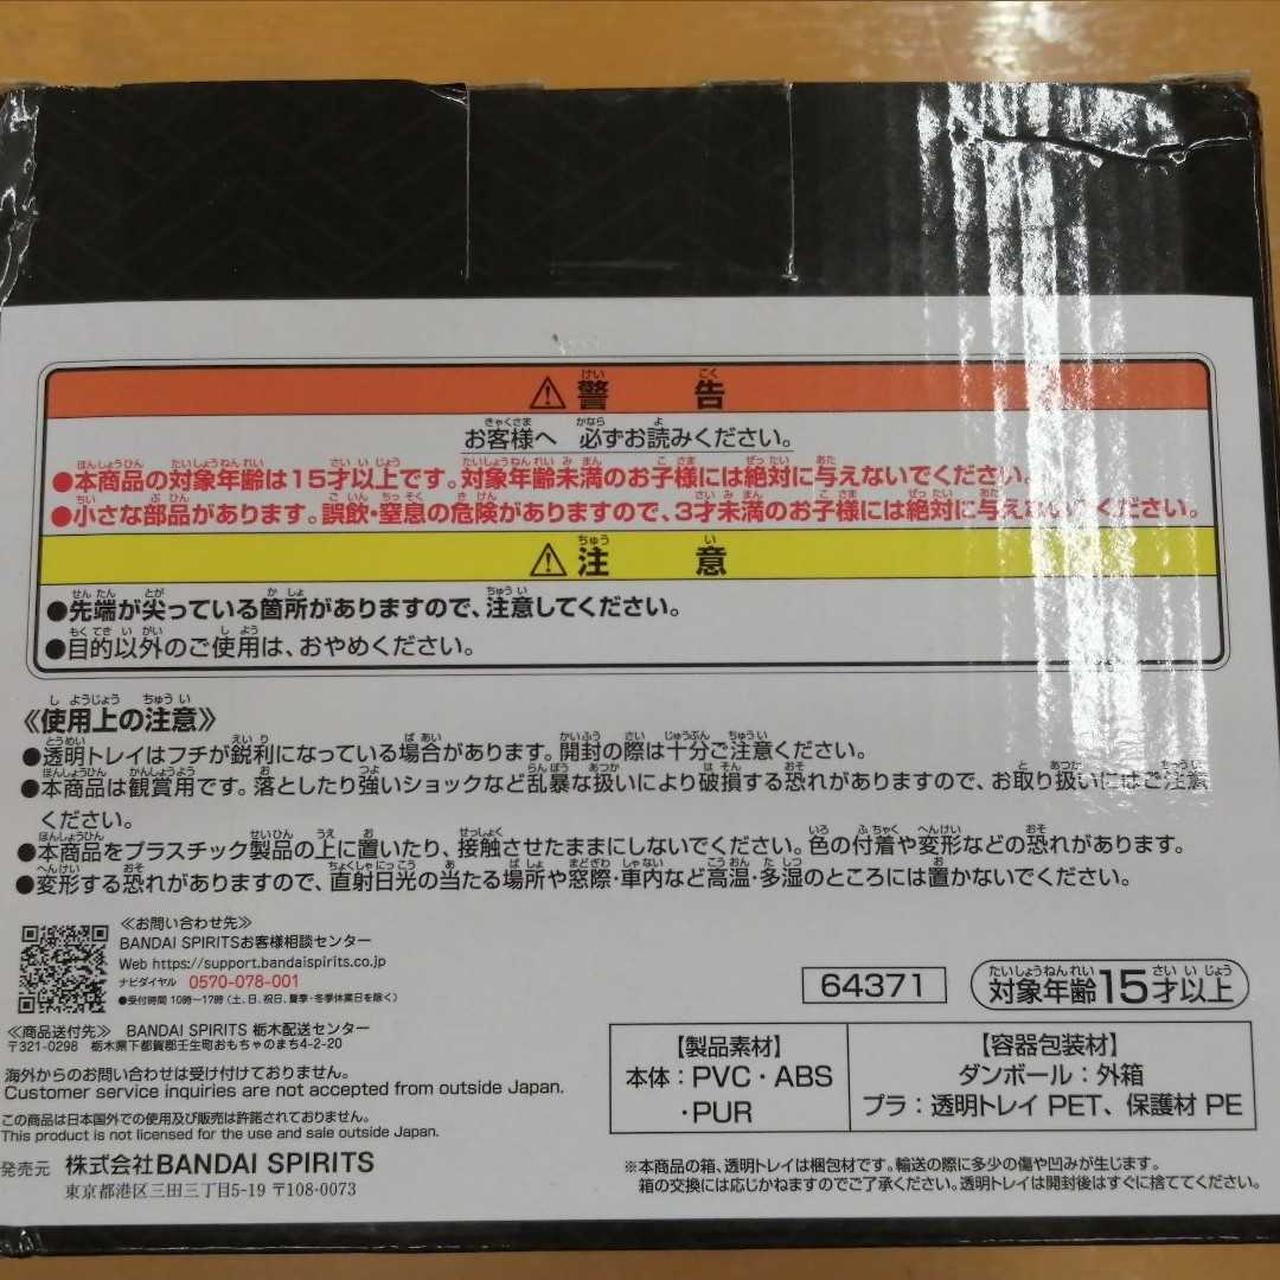 ⚠警告
お客様へ 必ずお読みください。
●本商品の対象年齢は15才以上です。対象年齢未満のお子様には絶対に与えないでください。
●小さな部品があります。誤飲・窒息の危険がありますので、3才未満のお子様には絶対に与えないでください。
⚠注意
●先端が尖っている箇所がありますので、注意してください。
●目的以外のご使用は、おやめください。
《使用上の注意》
●透明トレイはフチが鋭利になっている場合があります。開封の際は十分ご注意ください。
●本商品は観賞用です。落としたり強いショックなど乱暴な扱いにより破損する恐れがありますので、お取り扱いにはご注意
ください。
●本商品をプラスチック製品の上に置いたり、接触させたままにしないでください。色の付着や変形などの恐れがあります。
●変形する恐れがありますので、直射日光の当たる場所や窓際・車内など高温・多湿のところには置かないでください。
≪お問い合わせ先≫
BANDAI SPIRITSお客様相談センター
Web https://support.bandaispirits.co.jp
ナビダイヤル 0570-078-001
●受付時間 10時~17時(土、日、祝日、夏季・冬季休業日を除く)
≪商品送付先≫ BANDAI SPIRITS 栃木配送センター
〒321-0298 栃木県下都賀郡壬生町おもちゃのまち4-2-20
海外からのお問い合わせは受け付けておりません。
Customer service inquiries are not accepted from outside Japan.
この商品は日本国外での使用及び販売は許諾されておりません。
This product is not licensed for the use and sale outside Japan.
発売元 株式会社BANDAI SPIRITS
東京都港区三田三丁目5-19 〒108-0073
64371
対象年齢15才以上
【製品素材】
本体:PVC・ABS
・PUR
【容器包装材】
ダンボール:外箱
プラ:透明トレイ PET、保護材 PE
※本商品の箱、透明トレイは梱包材です。輸送の際に多少の傷や凹みが生じます。
箱の交換には応じかねますのでご了承ください。透明トレイは開封後はすぐに捨ててください。